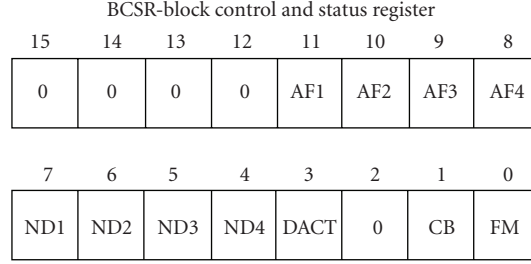 BCSR-block control and status register
15 14 13 12 11 10 9 8
0 0 0 0 AF1 AF2 AF3 AF4
7 6 5 4 3 2 1 0
ND1 ND2 ND3 ND4 DACT 0 CB FM